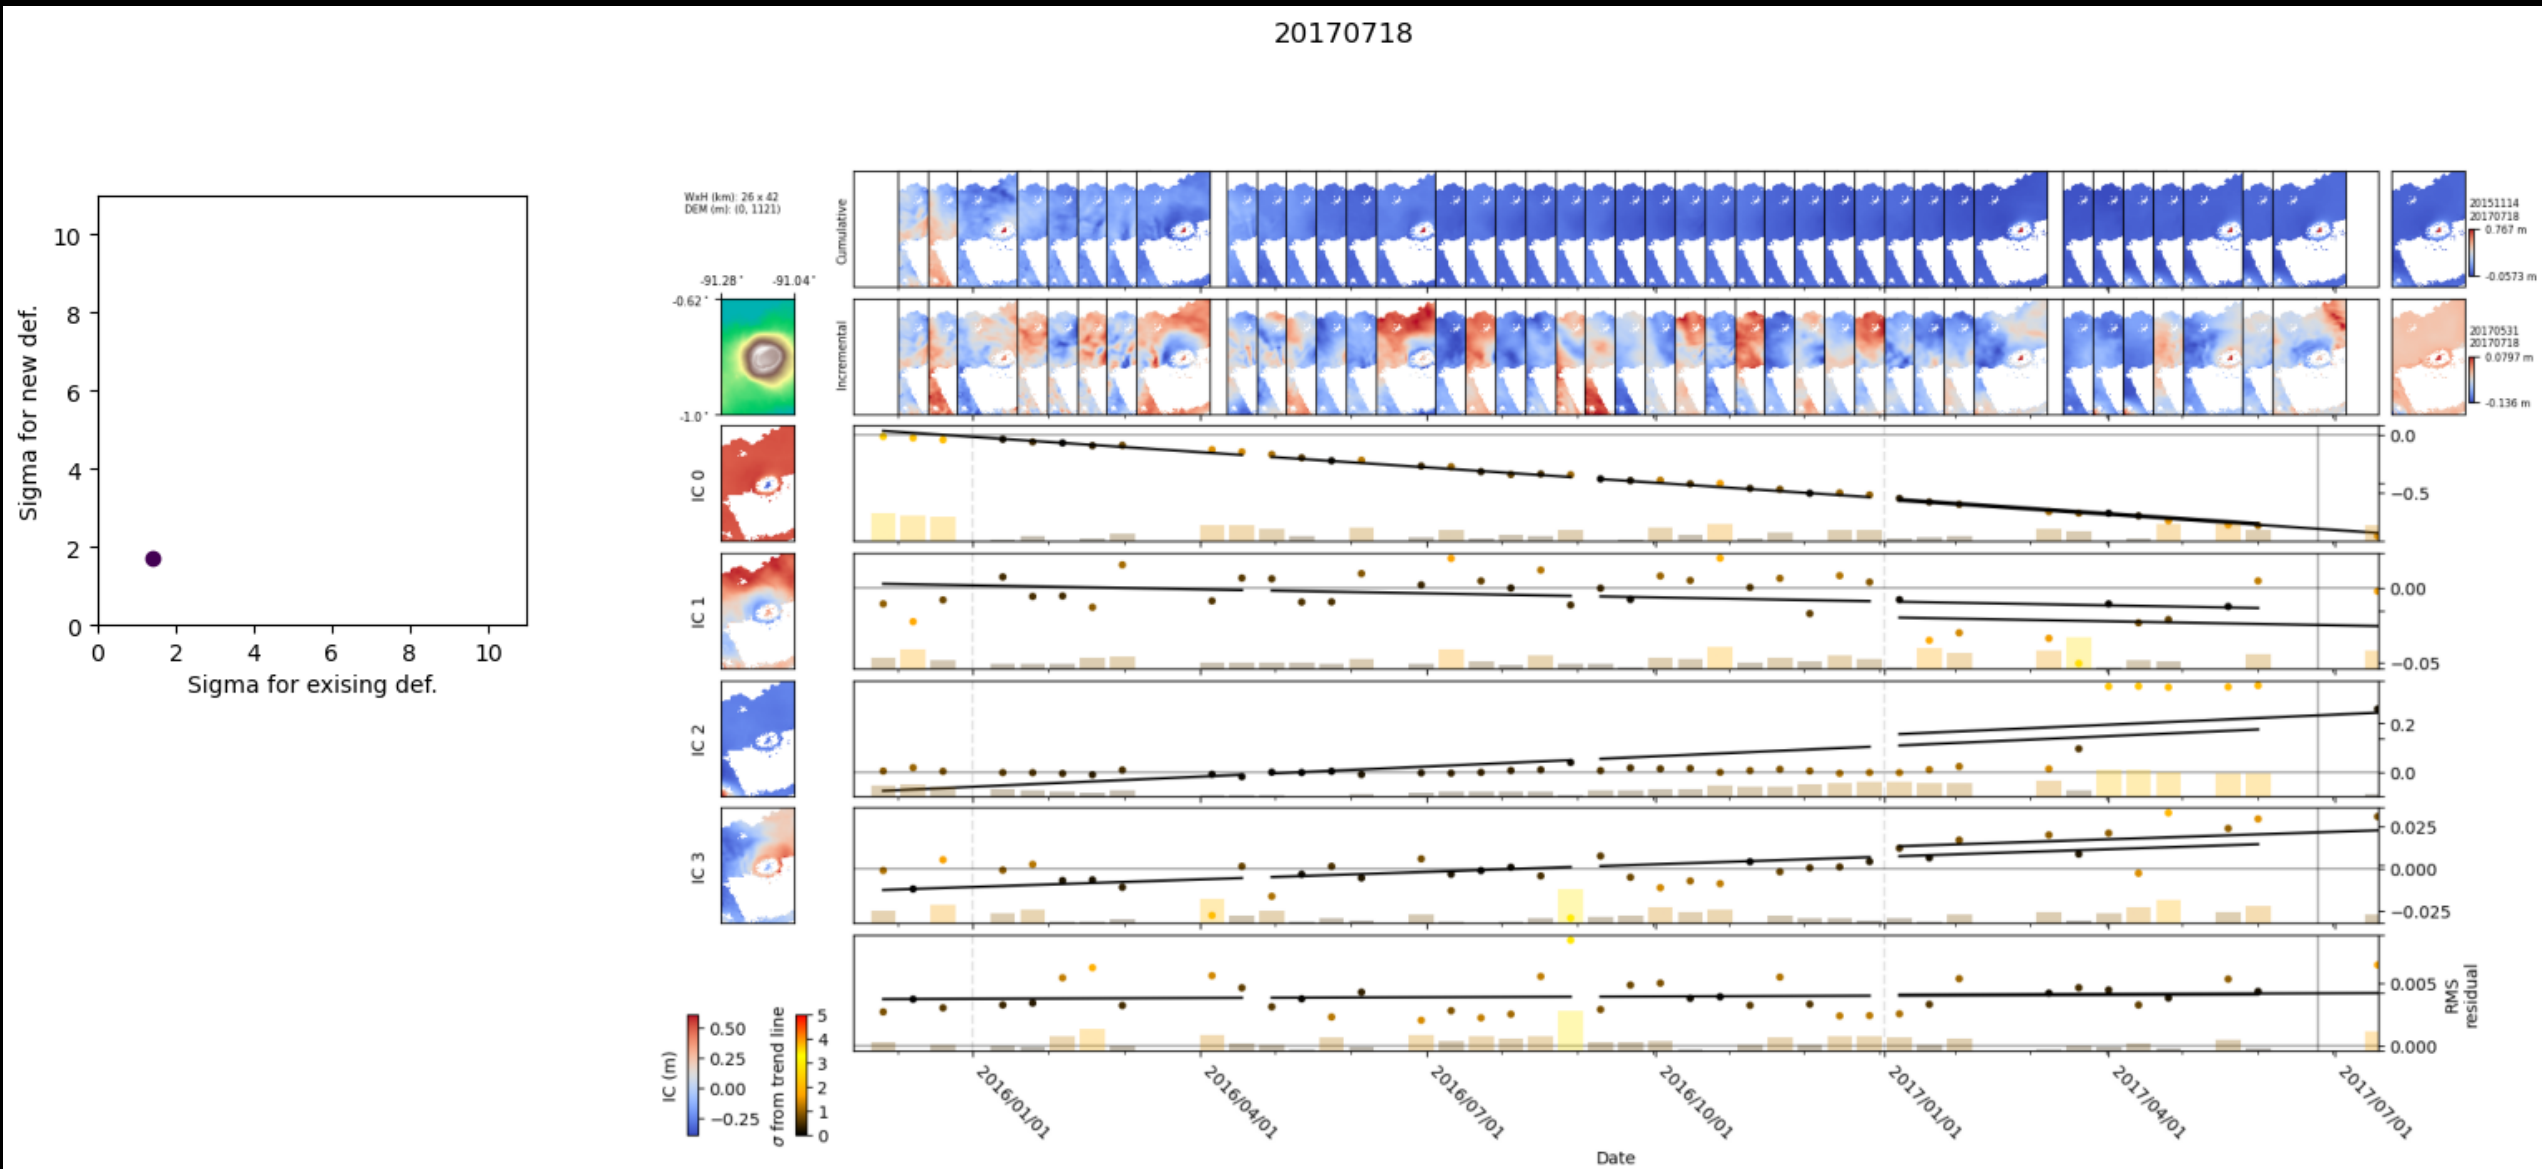 20170718
Sigma for new def.
10
8
6
4
2
0
0 2 4 6 8 10
Sigma for exising def.
WxH (km): 26 x 42
DEM (m): (0, 1121)
-91.28° -91.04°
-0.62°
-1.0°
Cumulative
20151114
20170718
0.767 m
-0.0573 m
Incremental
20170531
20170718
0.0797 m
-0.136 m
IC 0
0.0
−0.5
IC 1
0.00
−0.05
IC 2
0.2
0.0
IC 3
0.025
0.000
−0.025
RMS
residual
0.005
0.000
IC (m)
0.50
0.25
0.00
−0.25
σ from trend line
5
4
3
2
1
0
2016/01/01
2016/04/01
2016/07/01
2016/10/01
2017/01/01
2017/04/01
2017/07/01
Date